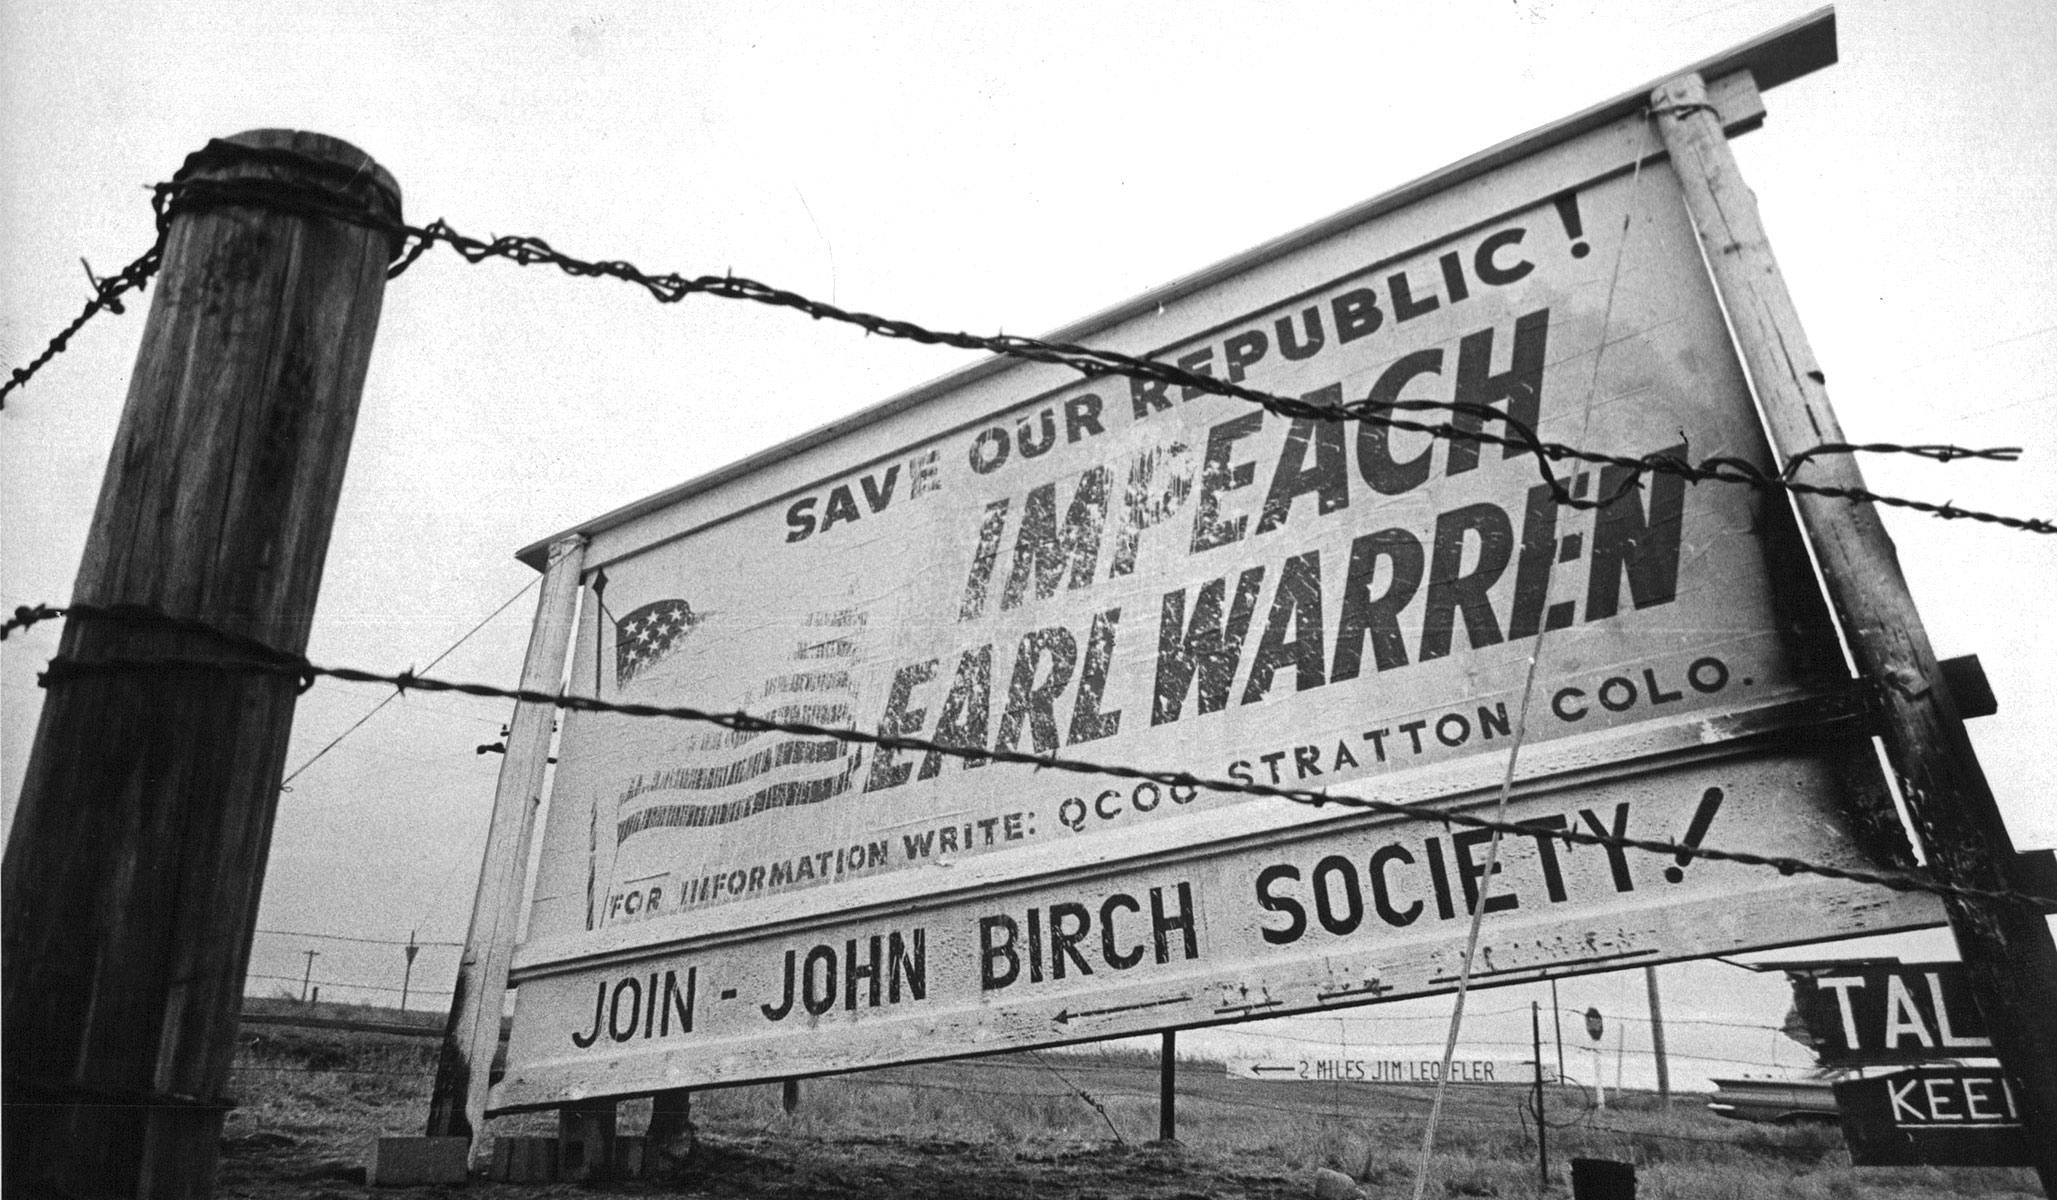 SAVE OUR REPUBLIC!
IMPEACH
EARL WARREN
FOR INFORMATION WRITE: QCOO STRATTON COLO.
JOIN - JOHN BIRCH SOCIETY!
2 MILES JIM LEOFFLER
TAL
KEE